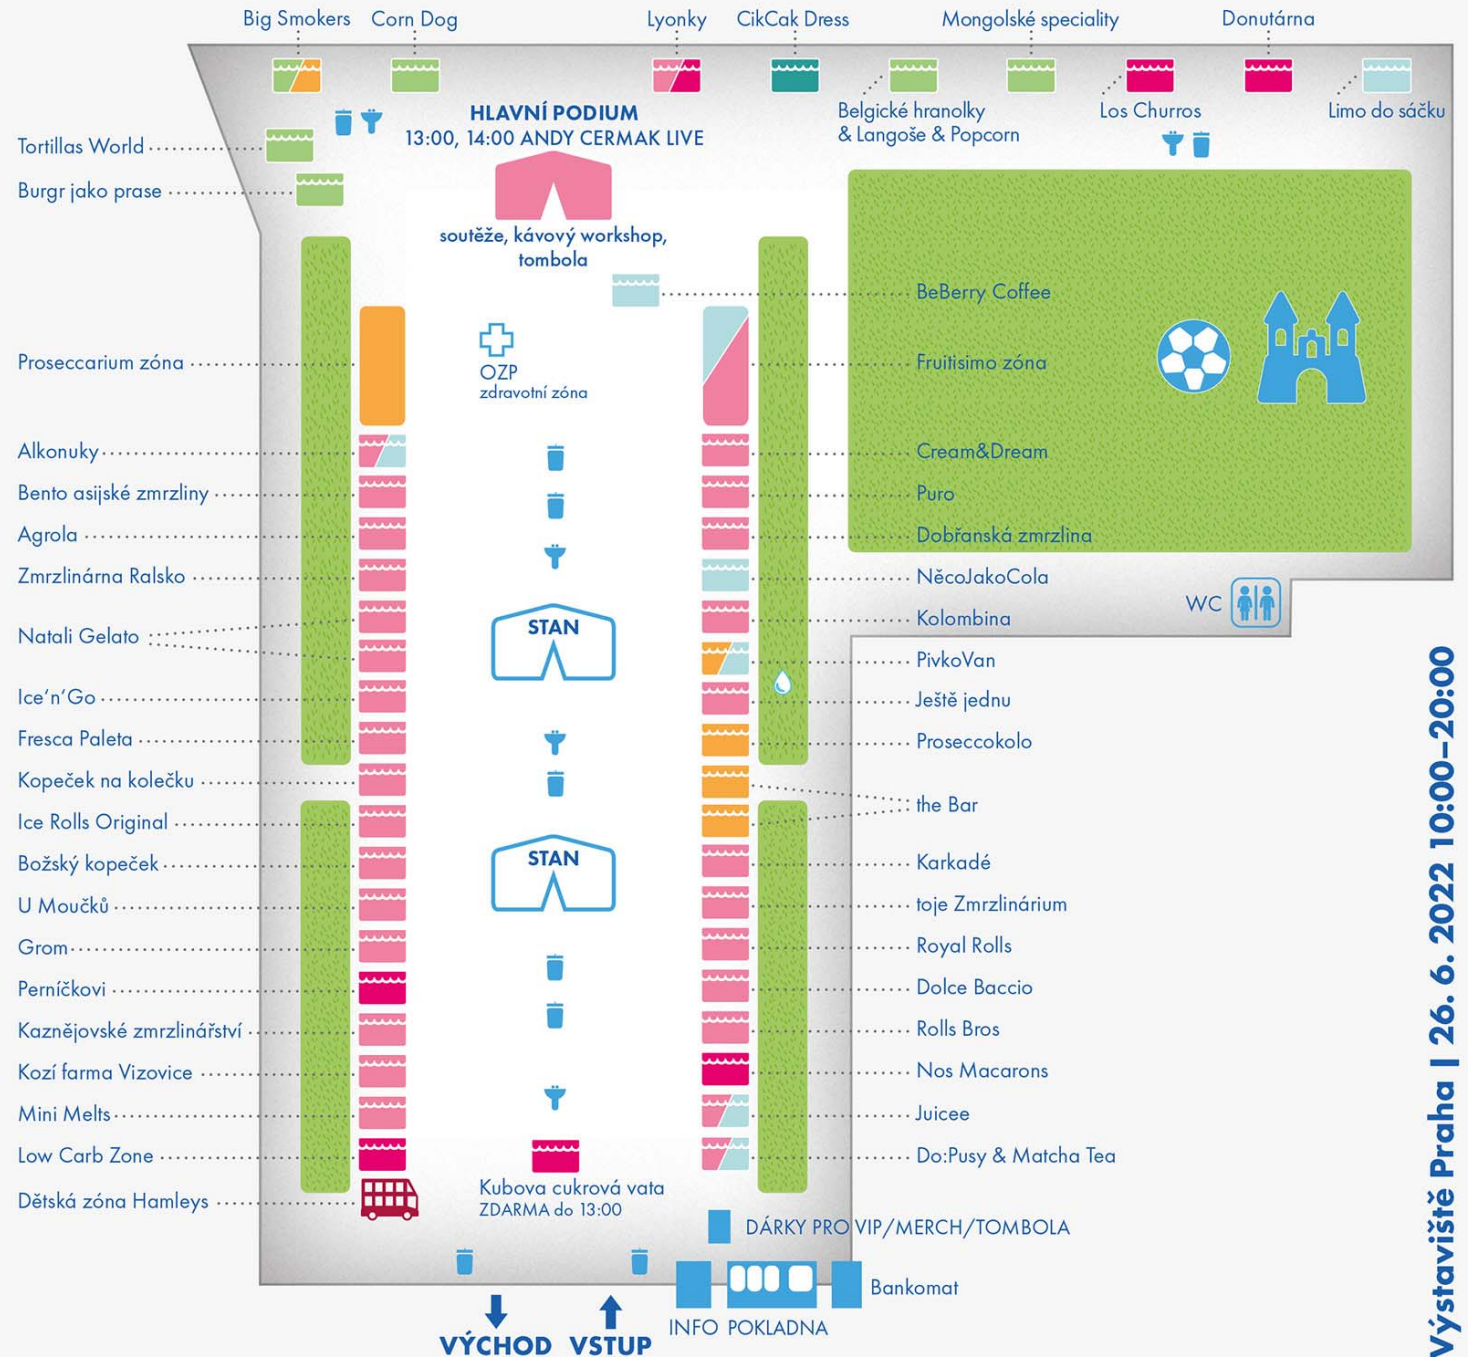 Big Smokers
Corn Dog
Lyonky
CikCak Dress
Mongolské speciality
Donutárna
HLAVNÍ PODIUM
13:00, 14:00 ANDY CERMAK LIVE
Belgické hranolky
& Langoše & Popcorn
Los Churros
Limo do sáčku
Tortillas World
Burgr jako prase
soutěže, kávový workshop,
tombola
BeBerry Coffee
Proseccarium zóna
OZP
zdravotní zóna
Fruitisimo zóna
Alkonuky
Bento asijské zmrzliny
Agrola
Zmrzlinárna Ralsko
Natali Gelato
Ice'n'Go
Fresca Paleta
Kopeček na kolečku
Ice Rolls Original
Božský kopeček
U Moučků
Grom
Perníčkovi
Kaznějovské zmrzlinářství
Kozí farma Vizovice
Mini Melts
Low Carb Zone
Dětská zóna Hamleys
STAN
STAN
Cream&Dream
Puro
Dobřanská zmrzlina
NěcoJakoCola
Kolombina
PivkoVan
Ještě jednu
Proseccokolo
the Bar
Karkadé
toje Zmrzlinárium
Royal Rolls
Dolce Baccio
Rolls Bros
Nos Macarons
Juicee
Do:Pusy & Matcha Tea
WC
Kubova cukrová vata
ZDARMA do 13:00
DÁRKY PRO VIP/MERCH/TOMBOLA
Bankomat
INFO POKLADNA
VÝCHOD VSTUP
Výstaviště Praha | 26. 6. 2022 10:00–20:00